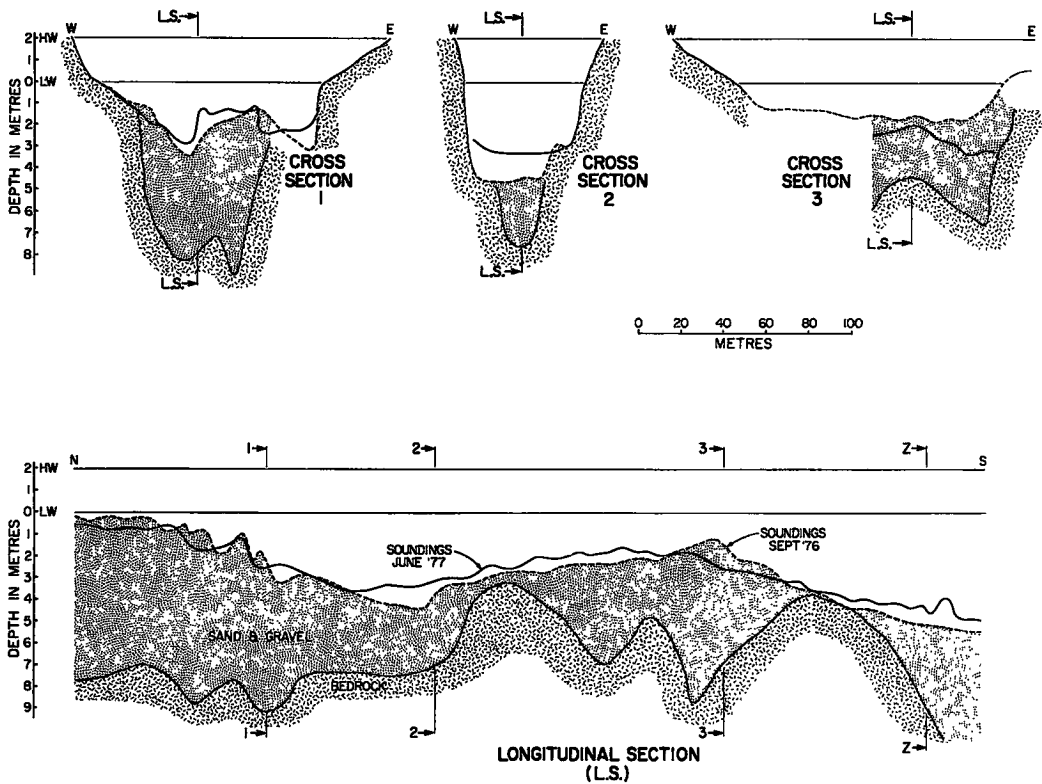 L.S. L.S. L.S.
W E W E W E
2 HW
1
0 LW
1
2
3
4
5
6
7
8
DEPTH IN METRES
CROSS
SECTION
1
CROSS
SECTION
2
CROSS
SECTION
3
L.S. L.S. L.S.
0 20 40 60 80 100
METRES
1 2 3 Z
N S
2 HW
1
0 LW
1
2
3
4
5
6
7
8
9
DEPTH IN METRES
SOUNDINGS
JUNE '77
SOUNDINGS
SEPT '76
SAND & GRAVEL
BEDROCK
1 2 3 Z
LONGITUDINAL SECTION
(L.S.)